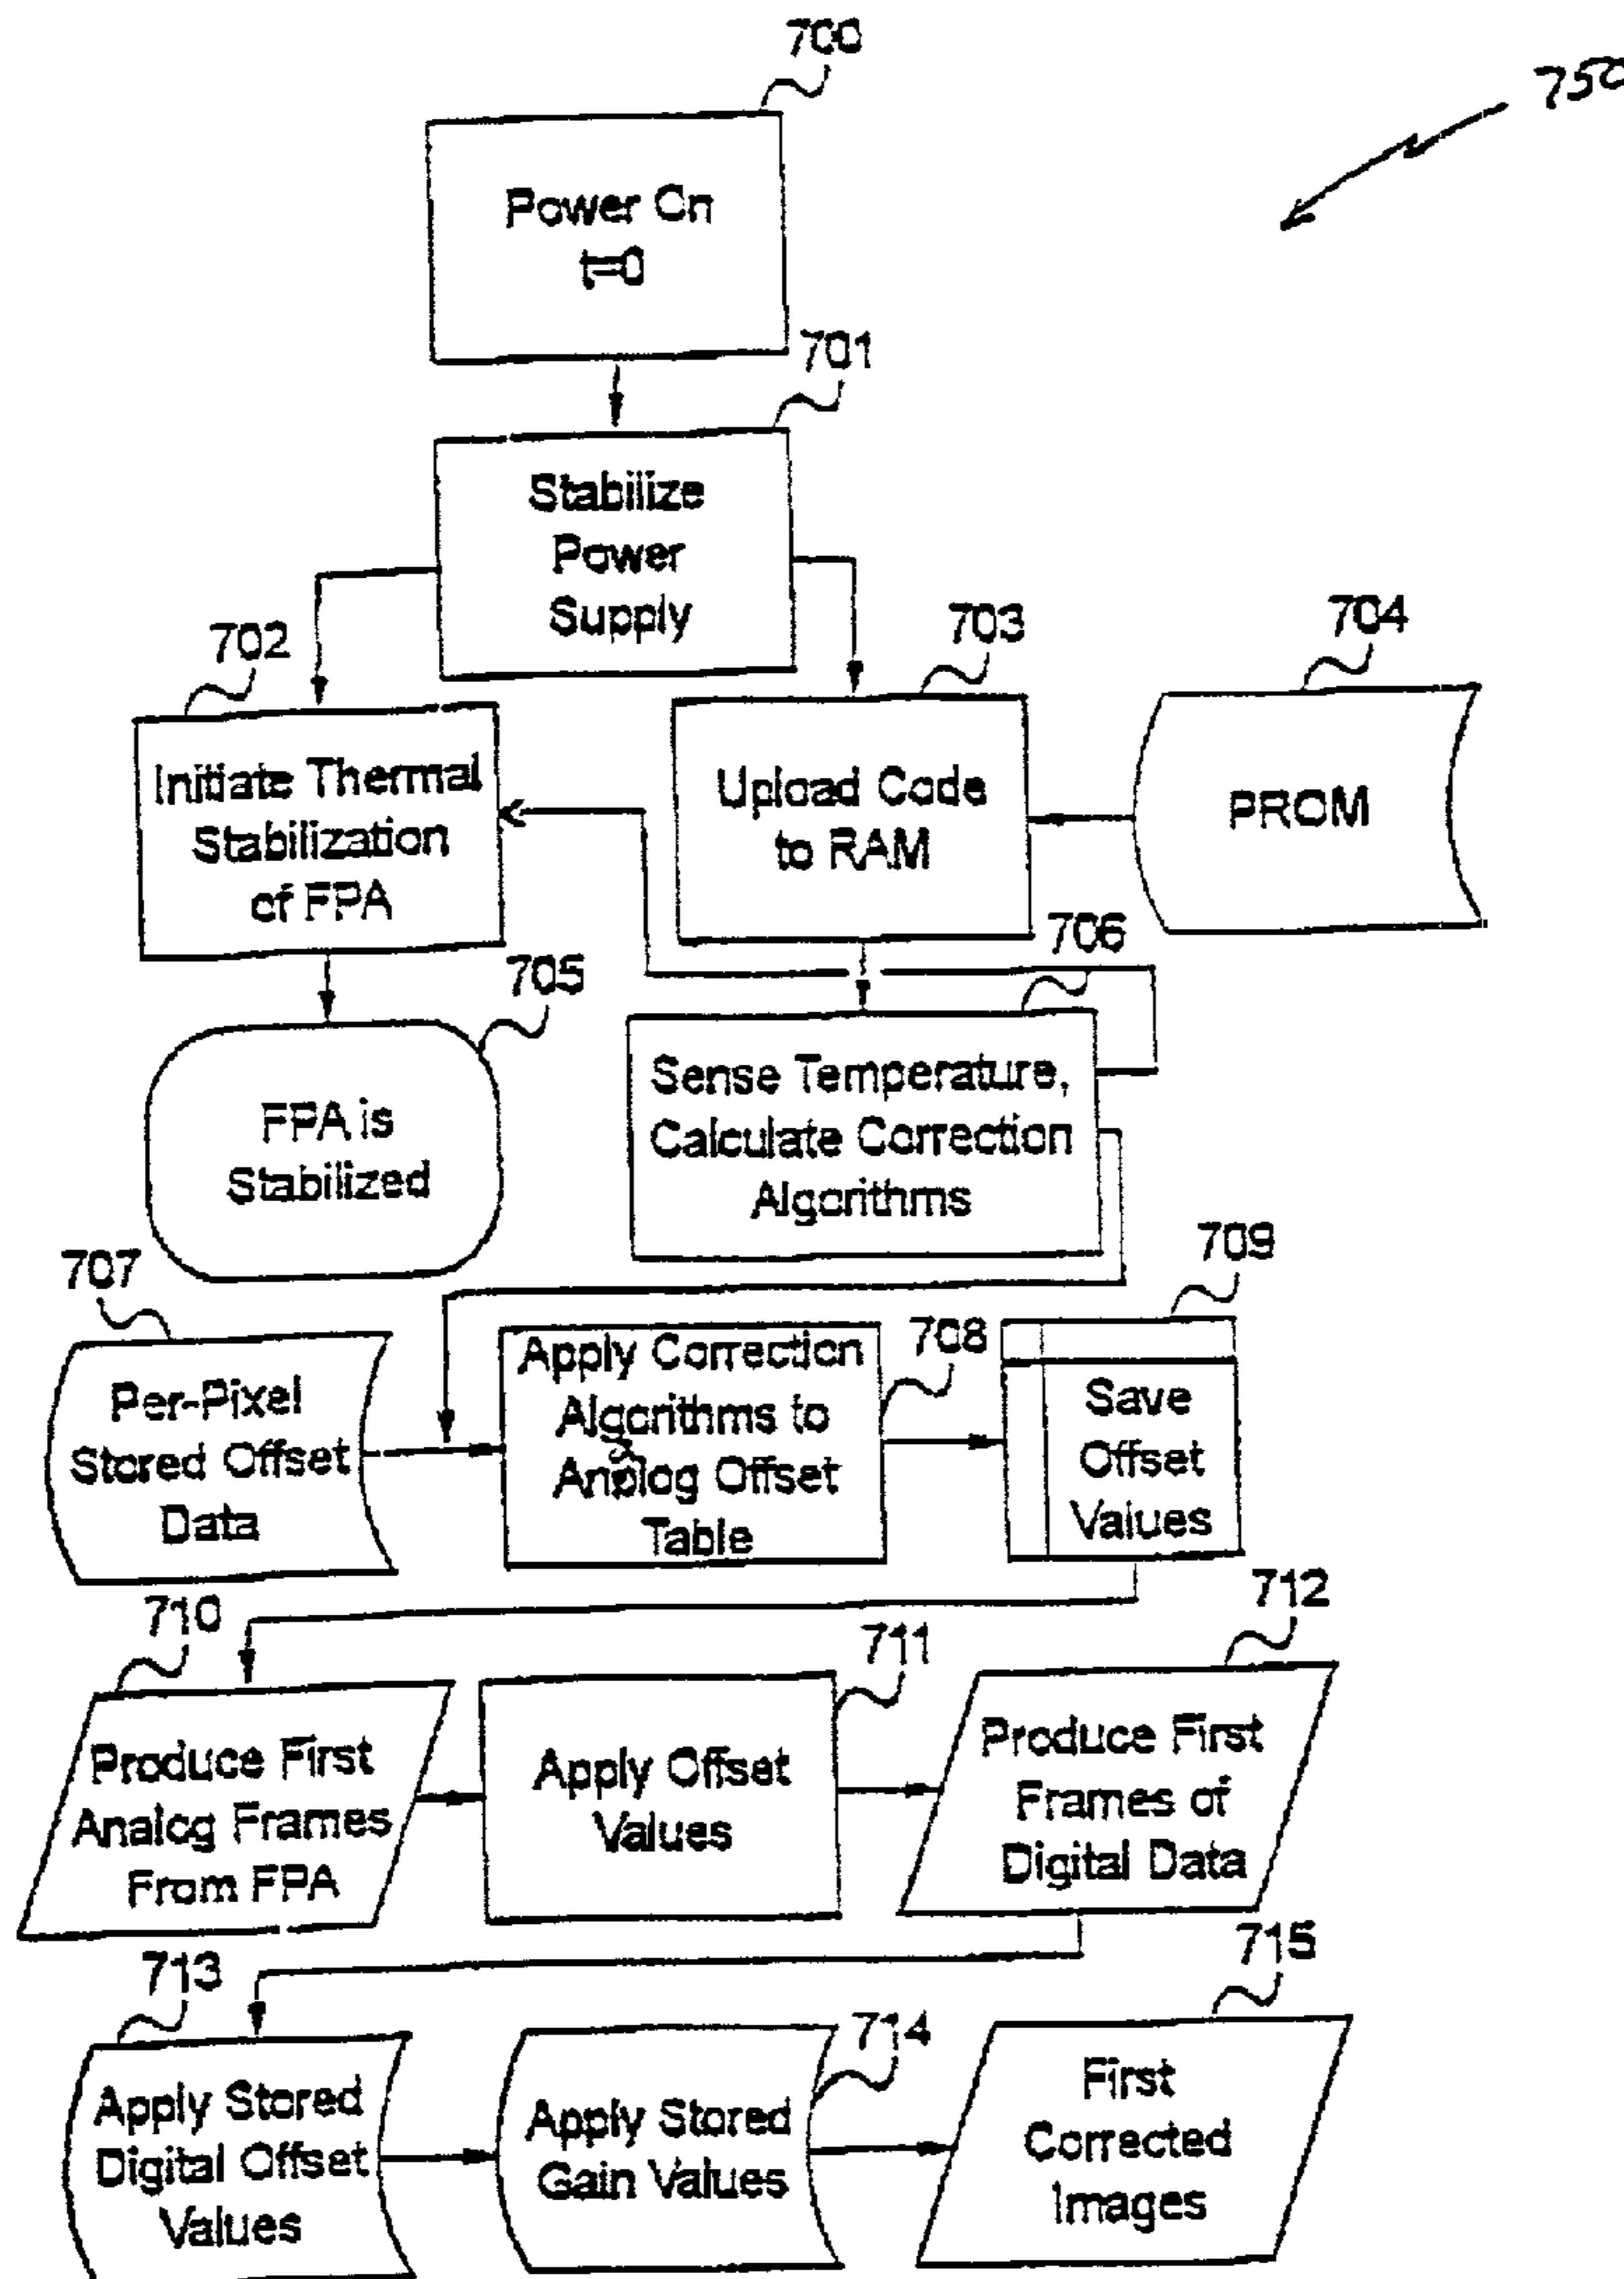 700
750
Power On
t=0
701
Stabilize
Power
Supply
702
703
704
Initiate Thermal
Stabilization
of FPA
Upload Code
to RAM
PROM
705
706
FPA is
Stabilized
Sense Temperature,
Calculate Correction
Algorithms
707
708
709
Per-Pixel
Stored Offset
Data
Apply Correction
Algorithms to
Analog Offset
Table
Save
Offset
Values
710
711
712
Produce First
Analog Frames
From FPA
Apply Offset
Values
Produce First
Frames of
Digital Data
713
714
715
Apply Stored
Digital Offset
Values
Apply Stored
Gain Values
First
Corrected
Images